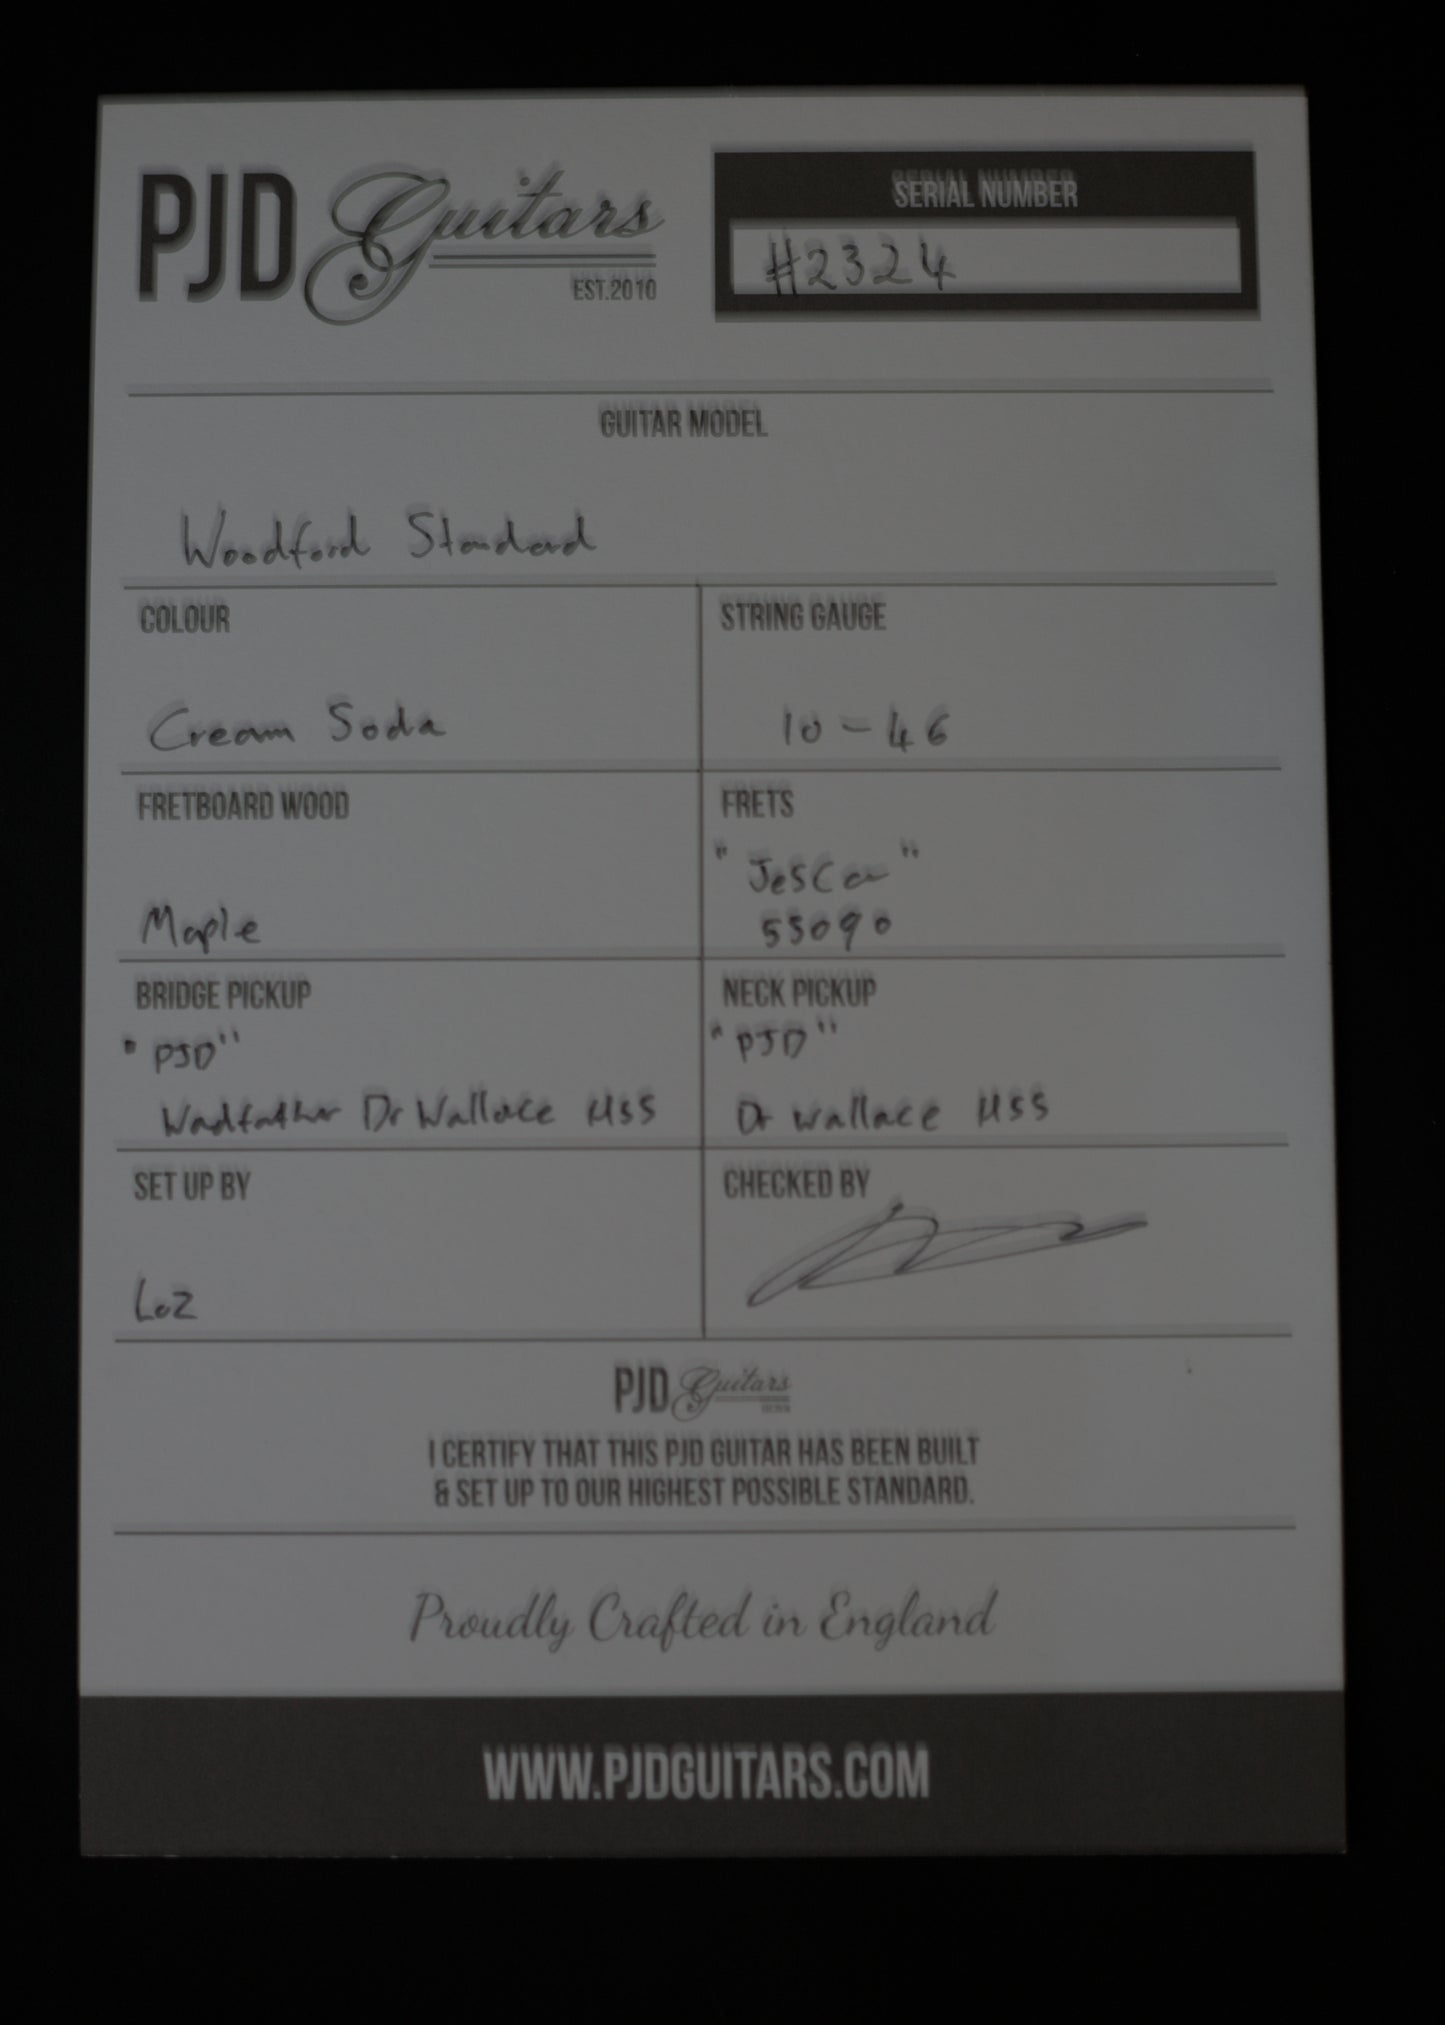 PJD Guitars
EST.2010
SERIAL NUMBER
#2324
GUITAR MODEL
Woodford Standard
COLOUR
Cream Soda
STRING GAUGE
10-46
FRETBOARD WOOD
Maple
FRETS
"JesCar"
55090
BRIDGE PICKUP
"PJD"
Wadfather Dr Wallace HSS
NECK PICKUP
"PJD"
Dr Wallace HSS
SET UP BY
Loz
CHECKED BY
PJD Guitars
I CERTIFY THAT THIS PJD GUITAR HAS BEEN BUILT
& SET UP TO OUR HIGHEST POSSIBLE STANDARD.
Proudly Crafted in England
WWW.PJDGUITARS.COM